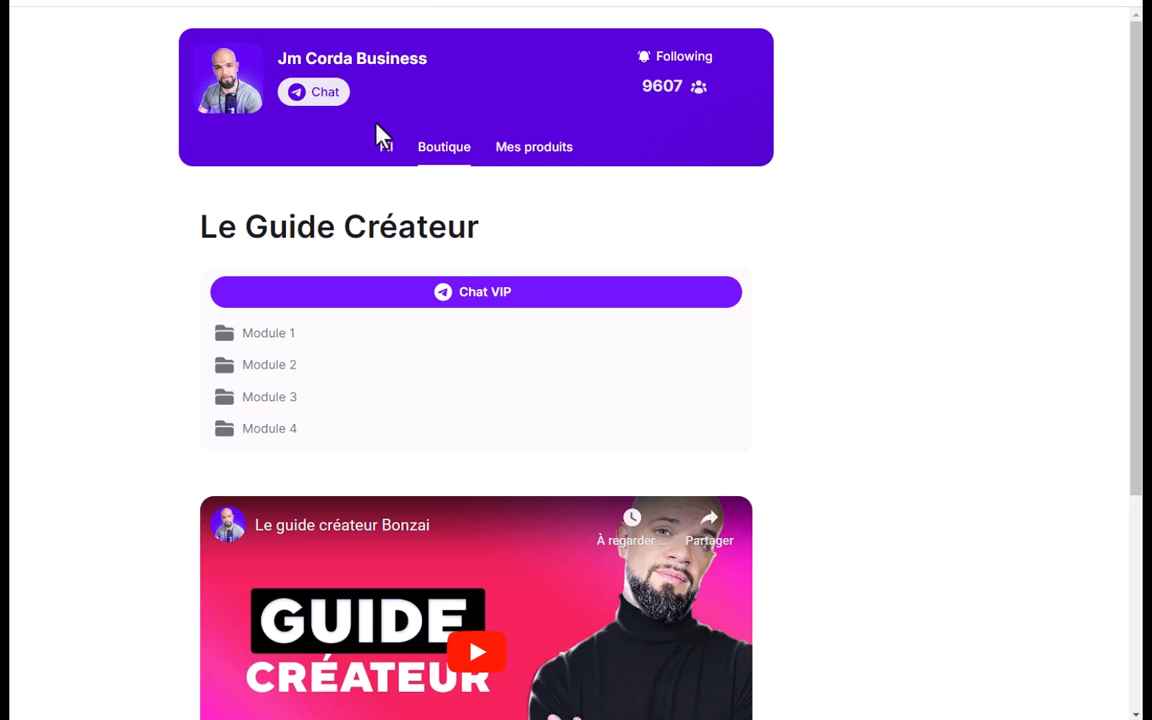 Jm Corda Business
Following
Chat
9607
Boutique
Mes produits
Le Guide Créateur
Chat VIP
Module 1
Module 2
Module 3
Module 4
Le guide créateur Bonzai
À regarder ...
Partager
GUIDE
CRÉATEUR